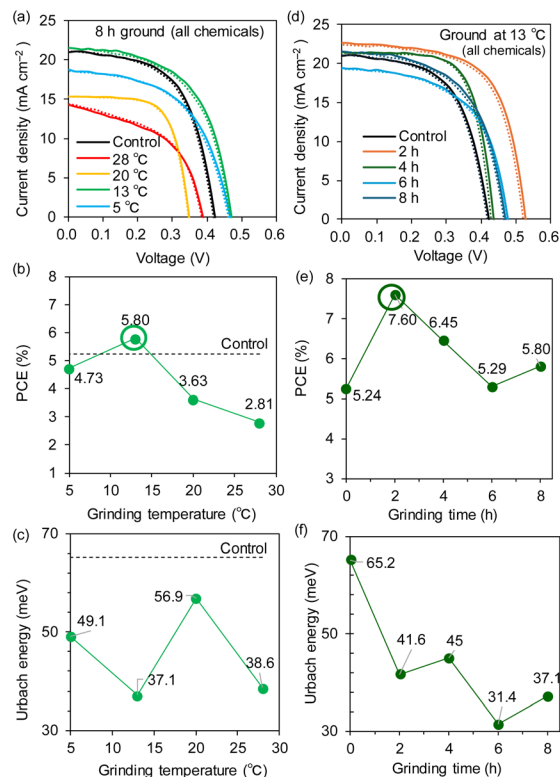 (a)
8 h ground (all chemicals)
Current density (mA cm⁻²)
25
20
15
10
5
0
Control
28 ℃
20 ℃
13 ℃
5 ℃
0.0 0.1 0.2 0.3 0.4 0.5 0.6
Voltage (V)
(d)
Ground at 13 ℃
(all chemicals)
Current density (mA cm⁻²)
25
20
15
10
5
0
Control
2 h
4 h
6 h
8 h
0.0 0.1 0.2 0.3 0.4 0.5 0.6
Voltage (V)
(b)
PCE (%)
8
7
6
5
4
3
2
1
5.80
Control
4.73
3.63
2.81
5 10 15 20 25 30
Grinding temperature (℃)
(e)
PCE (%)
8
7
6
5
4
3
7.60
6.45
5.80
5.24
5.29
0 2 4 6 8
Grinding time (h)
(c)
Urbach energy (meV)
70
50
30
Control
49.1
56.9
37.1
38.6
5 10 15 20 25 30
Grinding temperature (℃)
(f)
Urbach energy (meV)
70
50
30
65.2
41.6
45
31.4
37.1
0 2 4 6 8
Grinding time (h)